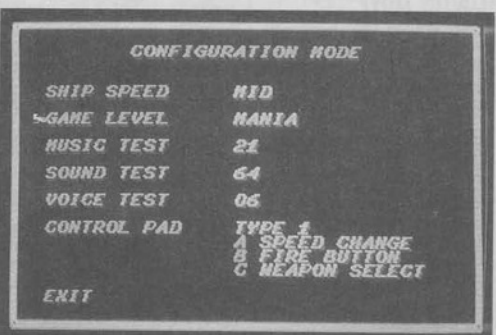 CONFIGURATION MODE
SHIP SPEED MID
GAME LEVEL MANIA
MUSIC TEST 21
SOUND TEST 64
VOICE TEST 06
CONTROL PAD TYPE 1
A SPEED CHANGE
B FIRE BUTTON
C WEAPON SELECT
EXIT